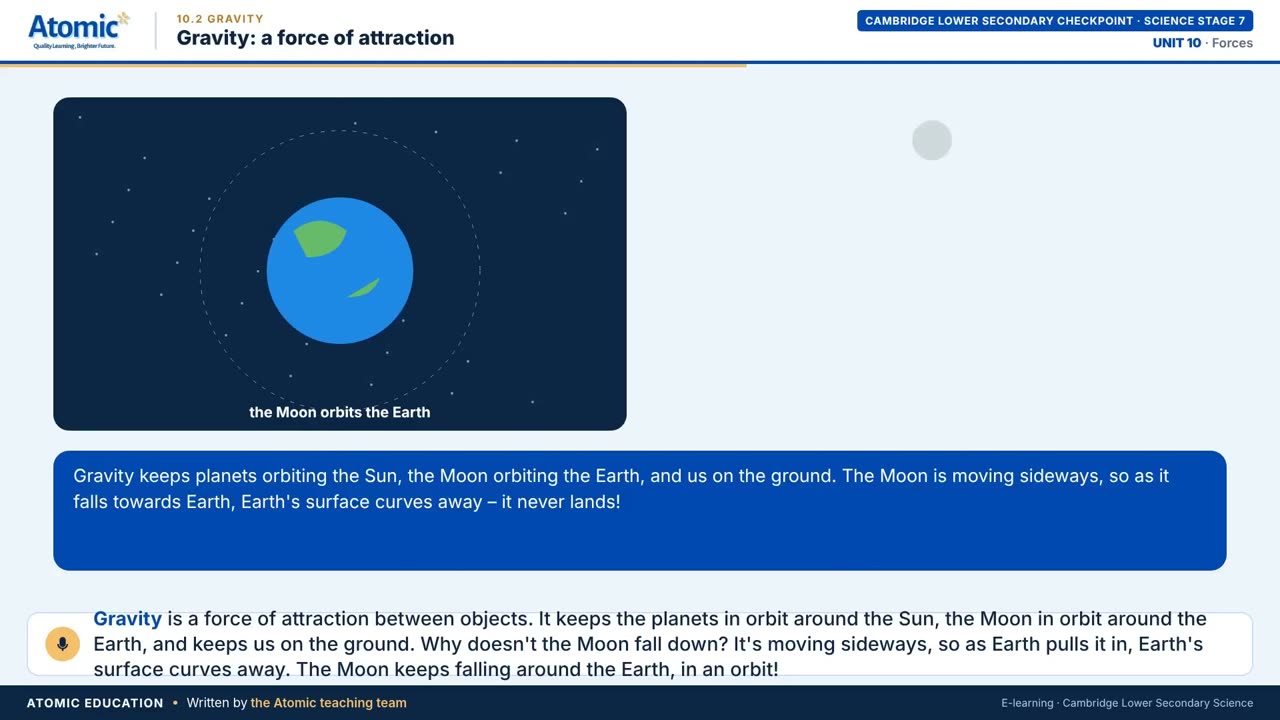 Atomic
Quality Learning, Brighter Future.
10.2 GRAVITY
Gravity: a force of attraction
CAMBRIDGE LOWER SECONDARY CHECKPOINT · SCIENCE STAGE 7
UNIT 10 · Forces
the Moon orbits the Earth
Gravity keeps planets orbiting the Sun, the Moon orbiting the Earth, and us on the ground. The Moon is moving sideways, so as it
falls towards Earth, Earth's surface curves away – it never lands!
Gravity is a force of attraction between objects. It keeps the planets in orbit around the Sun, the Moon in orbit around the
Earth, and keeps us on the ground. Why doesn't the Moon fall down? It's moving sideways, so as Earth pulls it in, Earth's
surface curves away. The Moon keeps falling around the Earth, in an orbit!
ATOMIC EDUCATION • Written by the Atomic teaching team
E-learning · Cambridge Lower Secondary Science